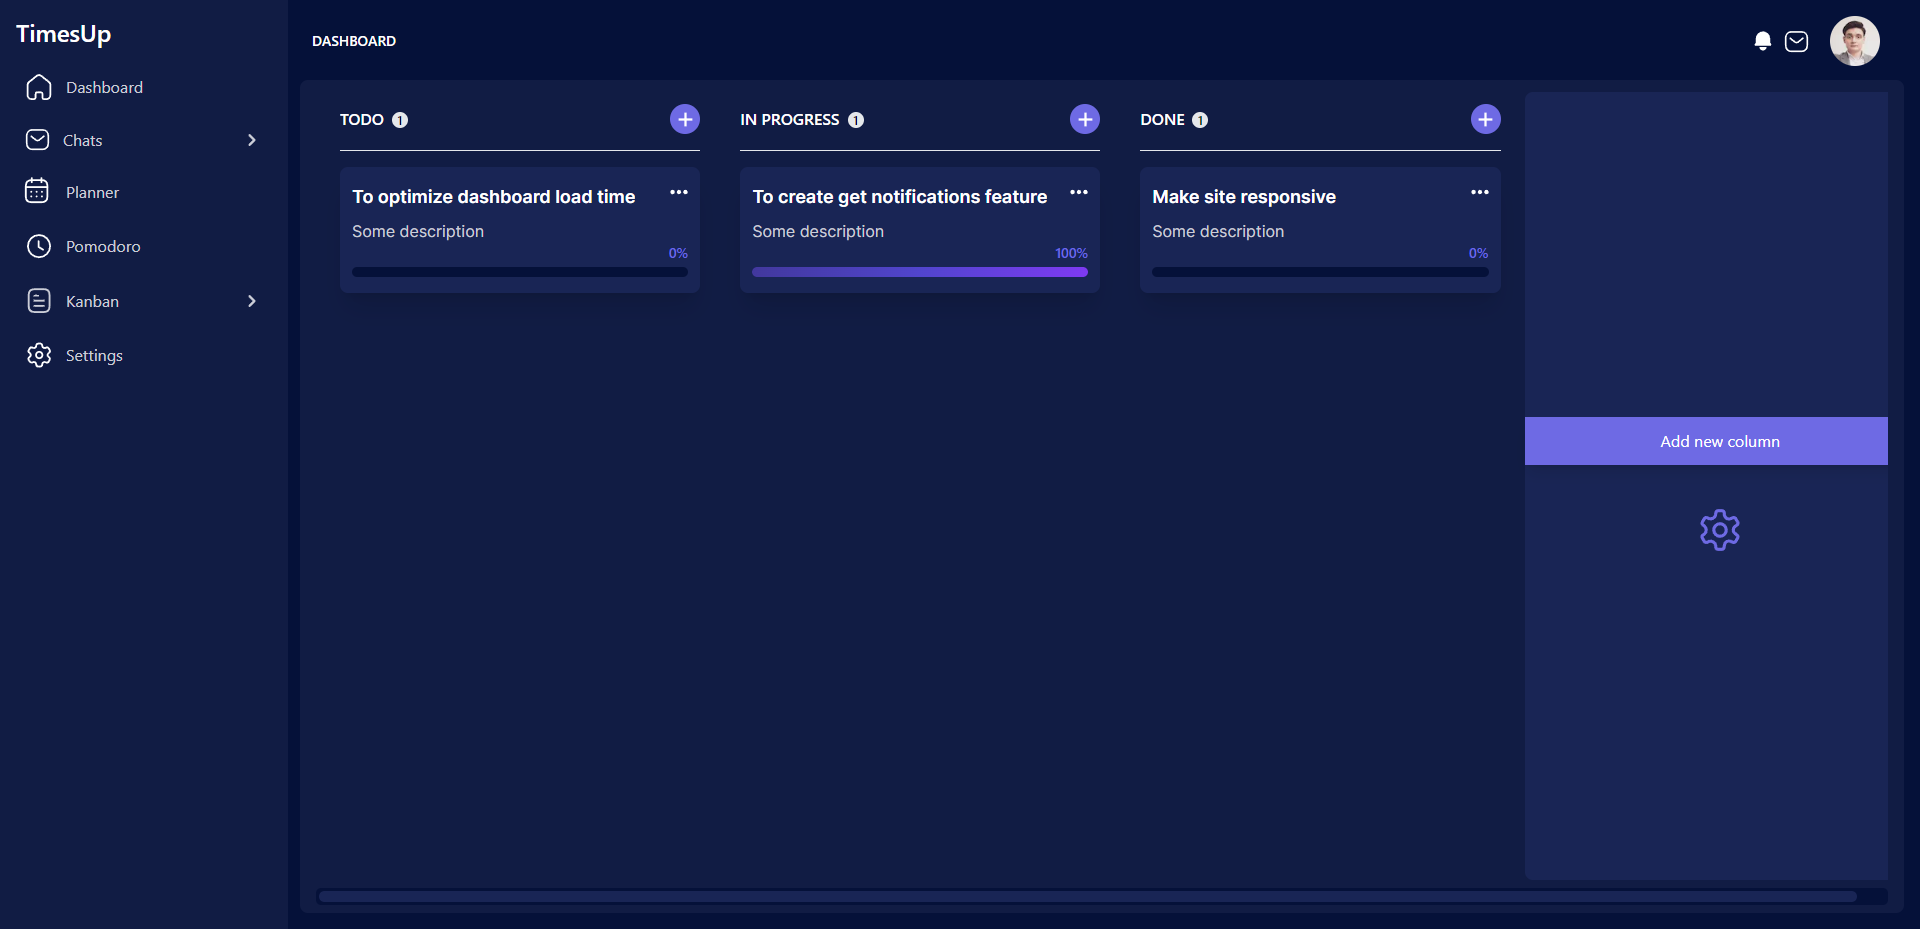 TimesUp
Dashboard
Chats
Planner
Pomodoro
Kanban
Settings
DASHBOARD
TODO 1
To optimize dashboard load time
Some description
0%
IN PROGRESS 1
To create get notifications feature
Some description
100%
DONE 1
Make site responsive
Some description
0%
Add new column